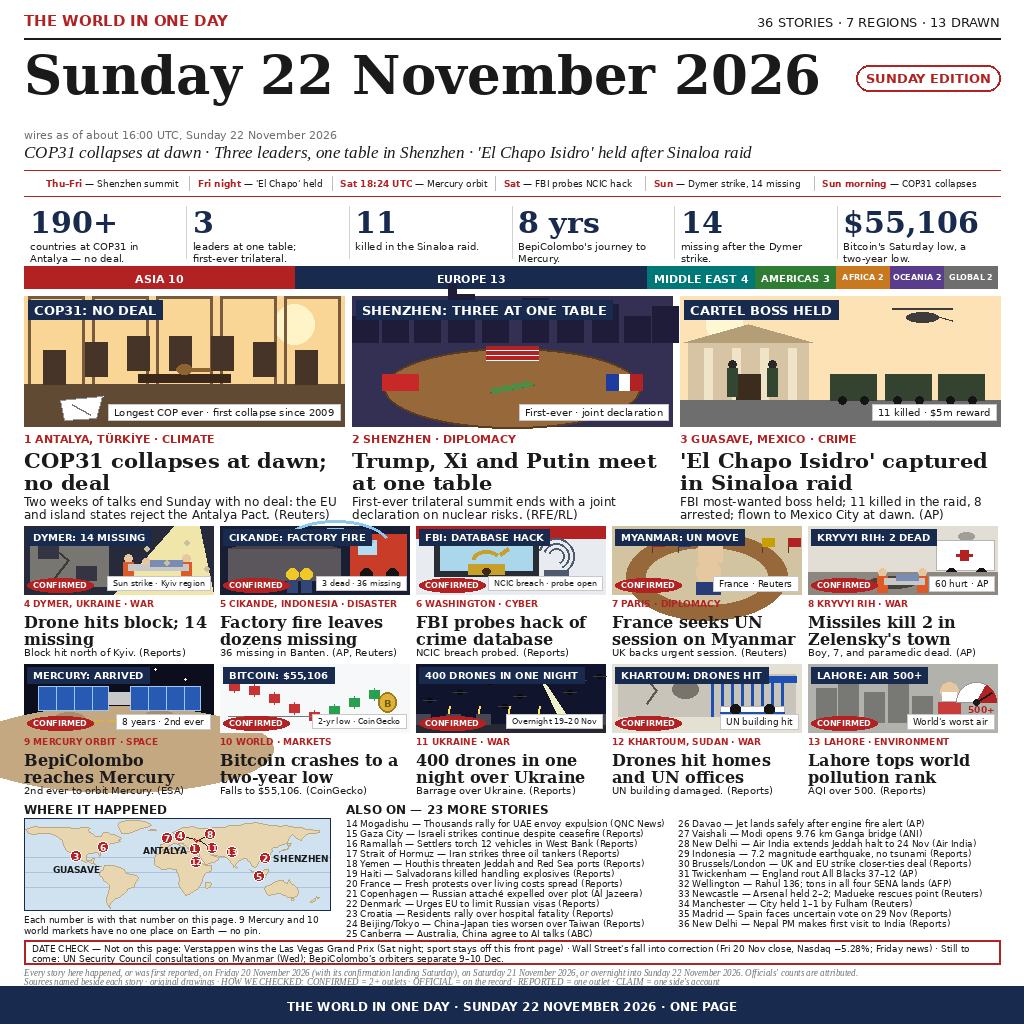 THE WORLD IN ONE DAY
36 STORIES · 7 REGIONS · 13 DRAWN
Sunday 22 November 2026
SUNDAY EDITION
wires as of about 16:00 UTC, Sunday 22 November 2026
COP31 collapses at dawn · Three leaders, one table in Shenzhen · 'El Chapo Isidro' held after Sinaloa raid
Thu–Fri — Shenzhen summit
Fri night — 'El Chapo' held
Sat 18:24 UTC — Mercury orbit
Sat — FBI probes NCIC hack
Sun — Dymer strike, 14 missing
Sun morning — COP31 collapses
190+
countries at COP31 in
Antalya — no deal.
3
leaders at one table;
first-ever trilateral.
11
killed in the Sinaloa raid.
8 yrs
BepiColombo's journey to
Mercury.
14
missing after the Dymer
strike.
$55,106
Bitcoin's Saturday low, a
two-year low.
ASIA 10
EUROPE 13
MIDDLE EAST 4
AMERICAS 3
AFRICA 2
OCEANIA 2
GLOBAL 2
COP31: NO DEAL
Longest COP ever · first collapse since 2009
SHENZHEN: THREE AT ONE TABLE
First-ever · joint declaration
CARTEL BOSS HELD
11 killed · $5m reward
1 ANTALYA, TÜRKİYE · CLIMATE
COP31 collapses at dawn;
no deal
Two weeks of talks end Sunday with no deal: the EU
and island states reject the Antalya Pact. (Reuters)
2 SHENZHEN · DIPLOMACY
Trump, Xi and Putin meet
at one table
First-ever trilateral summit ends with a joint
declaration on nuclear risks. (RFE/RL)
3 GUASAVE, MEXICO · CRIME
'El Chapo Isidro' captured
in Sinaloa raid
FBI most-wanted boss held; 11 killed in the raid, 8
arrested; flown to Mexico City at dawn. (AP)
DYMER: 14 MISSING
CONFIRMED
Sun strike · Kyiv region
4 DYMER, UKRAINE · WAR
Drone hits block; 14
missing
Block hit north of Kyiv. (Reports)
CIKANDE: FACTORY FIRE
CONFIRMED
3 dead · 36 missing
5 CIKANDE, INDONESIA · DISASTER
Factory fire leaves
dozens missing
36 missing in Banten. (AP, Reuters)
FBI: DATABASE HACK
CONFIRMED
NCIC breach · probe open
6 WASHINGTON · CYBER
FBI probes hack of
crime database
NCIC breach probed. (Reports)
MYANMAR: UN MOVE
CONFIRMED
France · Reuters
7 PARIS · DIPLOMACY
France seeks UN
session on Myanmar
UK backs urgent session. (Reuters)
KRYVYI RIH: 2 DEAD
CONFIRMED
60 hurt · AP
8 KRYVYI RIH · WAR
Missiles kill 2 in
Zelensky's town
Boy, 7, and paramedic dead. (AP)
MERCURY: ARRIVED
CONFIRMED
8 years · 2nd ever
9 MERCURY ORBIT · SPACE
BepiColombo
reaches Mercury
2nd ever to orbit Mercury. (ESA)
BITCOIN: $55,106
B
CONFIRMED
2-yr low · CoinGecko
10 WORLD · MARKETS
Bitcoin crashes to a
two-year low
Falls to $55,106. (CoinGecko)
400 DRONES IN ONE NIGHT
CONFIRMED
Overnight 19–20 Nov
11 UKRAINE · WAR
400 drones in one
night over Ukraine
Barrage over Ukraine. (Reports)
KHARTOUM: DRONES HIT
CONFIRMED
UN building hit
12 KHARTOUM, SUDAN · WAR
Drones hit homes
and UN offices
UN building damaged. (Reports)
LAHORE: AIR 500+
500+
CONFIRMED
World's worst air
13 LAHORE · ENVIRONMENT
Lahore tops world
pollution rank
AQI over 500. (Reports)
WHERE IT HAPPENED
3 6 7 4 8 1 11 12 13 2 5
ANTALYA
SHENZHEN
GUASAVE
Each number is with that number on this page. 9 Mercury and 10
world markets have no one place on Earth — no pin.
ALSO ON — 23 MORE STORIES
14 Mogadishu — Thousands rally for UAE envoy expulsion (QNC News)
15 Gaza City — Israeli strikes continue despite ceasefire (Reports)
16 Ramallah — Settlers torch 12 vehicles in West Bank (Reports)
17 Strait of Hormuz — Iran strikes three oil tankers (Reports)
18 Yemen — Houthis threaten Jeddah and Red Sea ports (Reports)
19 Haiti — Salvadorans killed handling explosives (Reports)
20 France — Fresh protests over living costs spread (Reports)
21 Copenhagen — Russian attaché expelled over plot (Al Jazeera)
22 Denmark — Urges EU to limit Russian visas (Reports)
23 Croatia — Residents rally over hospital fatality (Reports)
24 Beijing/Tokyo — China–Japan ties worsen over Taiwan (Reports)
25 Canberra — Australia, China agree to AI talks (ABC)
26 Davao — Jet lands safely after engine fire alert (AP)
27 Vaishali — Modi opens 9.76 km Ganga bridge (ANI)
28 New Delhi — Air India extends Jeddah halt to 24 Nov (Air India)
29 Indonesia — 7.2 magnitude earthquake, no tsunami (Reports)
30 Brussels/London — UK and EU strike closer-ties deal (Reports)
31 Twickenham — England rout All Blacks 37–12 (AP)
32 Wellington — Rahul 136; tons in all four SENA lands (AFP)
33 Newcastle — Arsenal held 2–2; Madueke rescues point (Reuters)
34 Manchester — City held 1–1 by Fulham (Reuters)
35 Madrid — Spain faces uncertain vote on 29 Nov (Reports)
36 New Delhi — Nepal PM makes first visit to India (Reports)
DATE CHECK — Not on this page: Verstappen wins the Las Vegas Grand Prix (Sat night; sport stays off this front page) · Wall Street's fall into correction (Fri 20 Nov close, Nasdaq −5.28%; Friday news) · Still to
come: UN Security Council consultations on Myanmar (Wed); BepiColombo's orbiters separate 9–10 Dec.
Every story here happened, or was first reported, on Friday 20 November 2026 (with its confirmation landing Saturday), on Saturday 21 November 2026, or overnight into Sunday 22 November 2026. Officials' counts are attributed.
Sources named beside each story · original drawings · HOW WE CHECKED: CONFIRMED = 2+ outlets · OFFICIAL = on the record · REPORTED = one outlet · CLAIM = one side's account
THE WORLD IN ONE DAY · SUNDAY 22 NOVEMBER 2026 · ONE PAGE